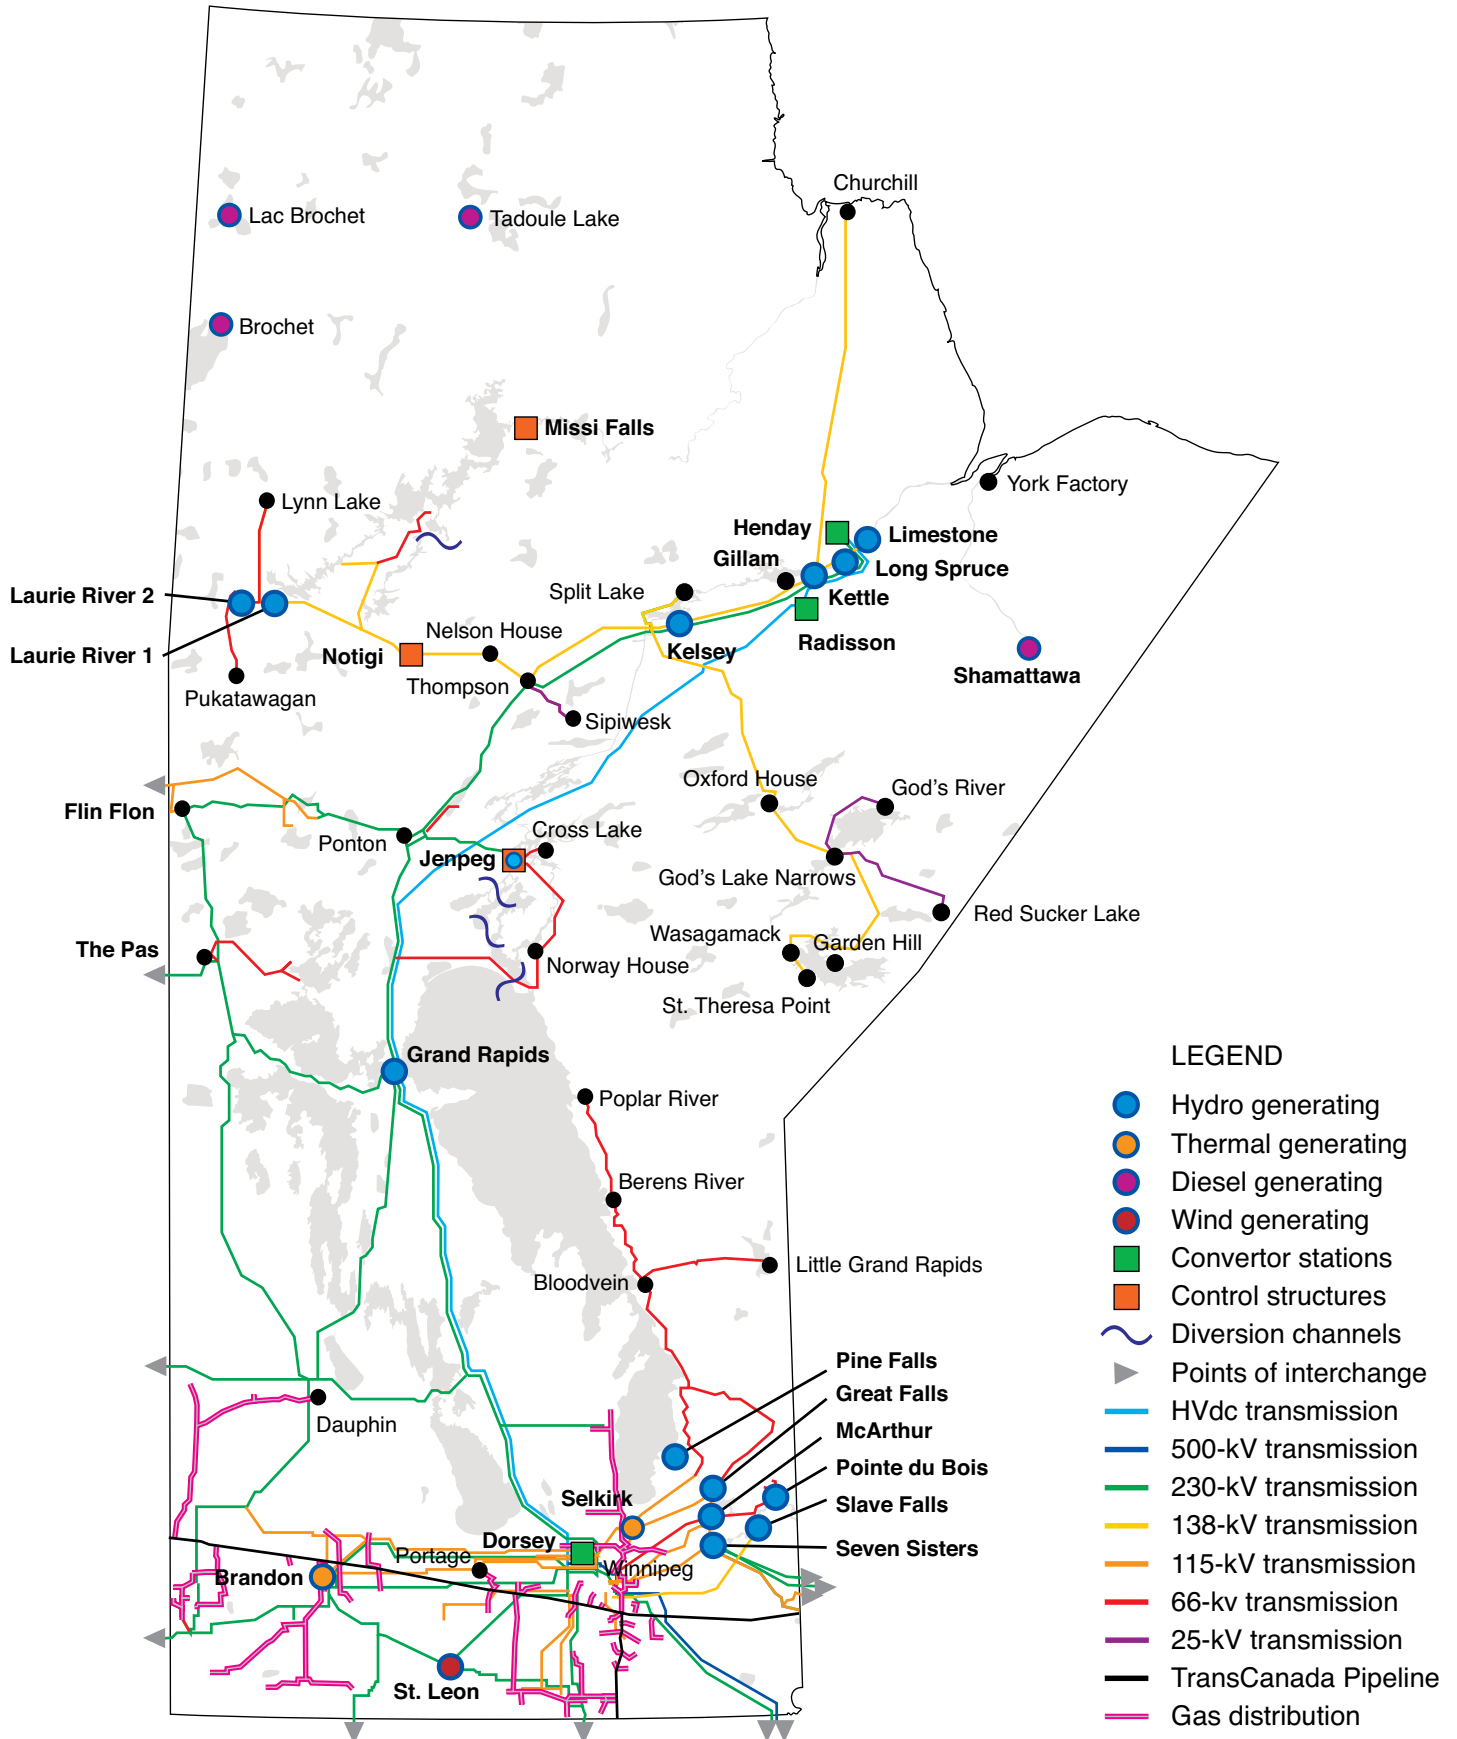 Churchill
Lac Brochet
Tadoule Lake
Brochet
Missi Falls
York Factory
Lynn Lake
Henday
Limestone
Gillam
Long Spruce
Split Lake
Kettle
Laurie River 2
Nelson House
Radisson
Laurie River 1
Notigi
Kelsey
Shamattawa
Thompson
Pukatawagan
Sipiwesk
Oxford House
God's River
Flin Flon
Ponton
Cross Lake
Jenpeg
God's Lake Narrows
Red Sucker Lake
The Pas
Wasagamack
Garden Hill
Norway House
St. Theresa Point
Grand Rapids
Poplar River
Berens River
Little Grand Rapids
Bloodvein
Pine Falls
Great Falls
Dauphin
McArthur
Pointe du Bois
Selkirk
Slave Falls
Dorsey
Seven Sisters
Portage
Winnipeg
Brandon
St. Leon
LEGEND
Hydro generating
Thermal generating
Diesel generating
Wind generating
Convertor stations
Control structures
Diversion channels
Points of interchange
HVdc transmission
500-kV transmission
230-kV transmission
138-kV transmission
115-kV transmission
66-kv transmission
25-kV transmission
TransCanada Pipeline
Gas distribution